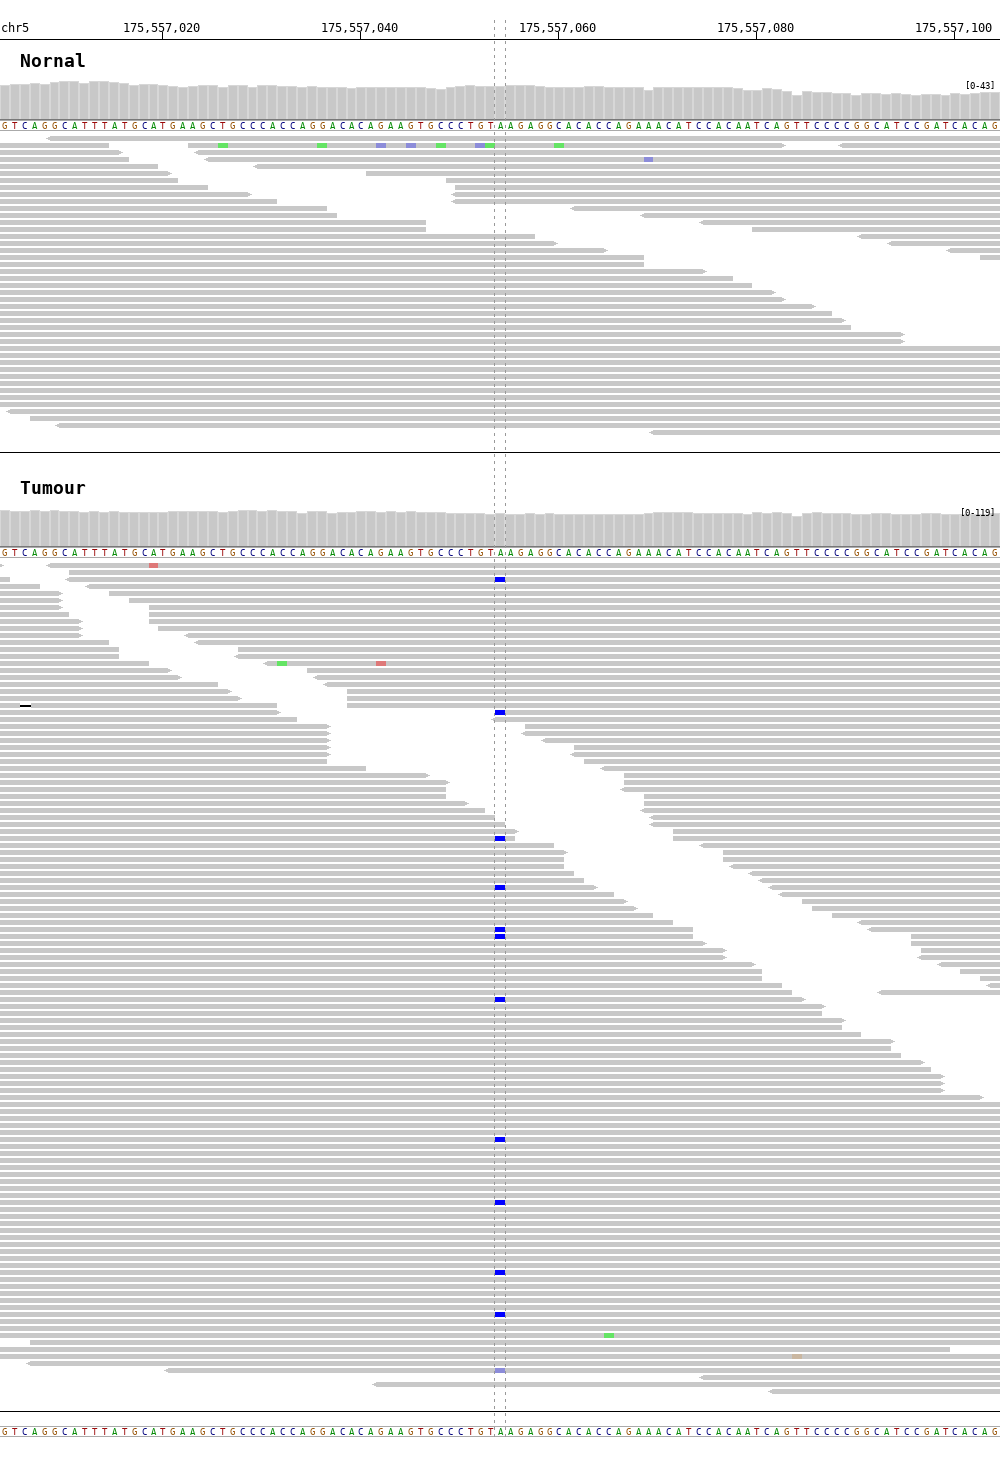 chr5 175,557,020 175,557,040 175,557,060 175,557,080 175,557,100
Nornal
[0-43]
GTCAGGCATTTATGCATGAAGCTGCCCACCAGGACACAGAAGTGCCCTGTAAGAGGCACACCAGAAACATCCACAATCAGTTCCCCGGCATCCGATCACAG
Tumour
[0-119]
GTCAGGCATTTATGCATGAAGCTGCCCACCAGGACACAGAAGTGCCCTGTAAGAGGCACACCAGAAACATCCACAATCAGTTCCCCGGCATCCGATCACAG
GTCAGGCATTTATGCATGAAGCTGCCCACCAGGACACAGAAGTGCCCTGTAAGAGGCACACCAGAAACATCCACAATCAGTTCCCCGGCATCCGATCACAG